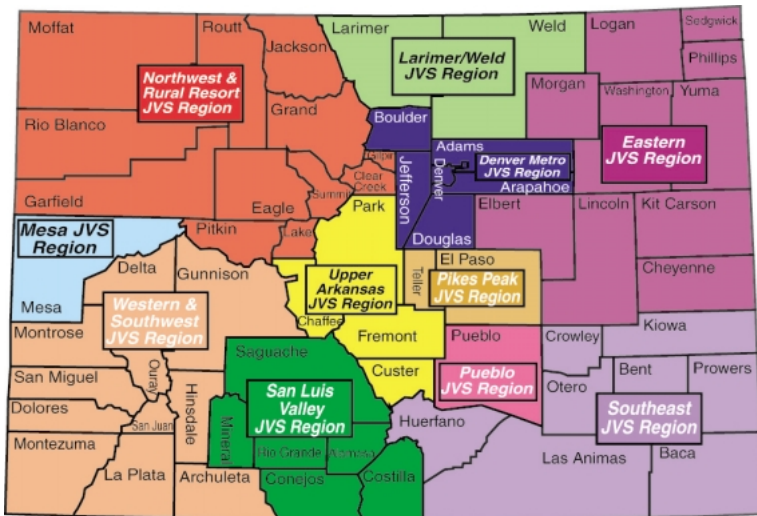 Moffat
Routt
Jackson
Larimer
Weld
Logan
Sedgwick
Phillips
Northwest &
Rural Resort
JVS Region
Larimer/Weld
JVS Region
Morgan
Washington
Yuma
Grand
Rio Blanco
Boulder
Adams
Eastern
JVS Region
Denver Metro
JVS Region
Denver
Jefferson
Gilpin
Clear
Creek
Arapahoe
Summit
Garfield
Eagle
Park
Elbert
Lincoln
Kit Carson
Mesa JVS
Region
Pitkin
Lake
Douglas
Delta
Gunnison
El Paso
Teller
Cheyenne
Upper
Arkansas
JVS Region
Pikes Peak
JVS Region
Mesa
Western &
Southwest
JVS Region
Chaffee
Montrose
Fremont
Pueblo
Crowley
Kiowa
Saguache
Custer
Pueblo
JVS Region
Ouray
San Miguel
Otero
Bent
Prowers
San Luis
Valley
JVS Region
Hinsdale
Dolores
Southeast
JVS Region
Mineral
San Juan
Huerfano
Montezuma
Rio Grande
Alamosa
Las Animas
Baca
La Plata
Archuleta
Conejos
Costilla